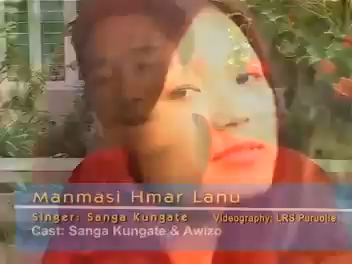 Manmasi Hmar Lanu
Singer: Sanga Kungate Videography: LRS Puruolte
Cast: Sanga Kungate & Awizo